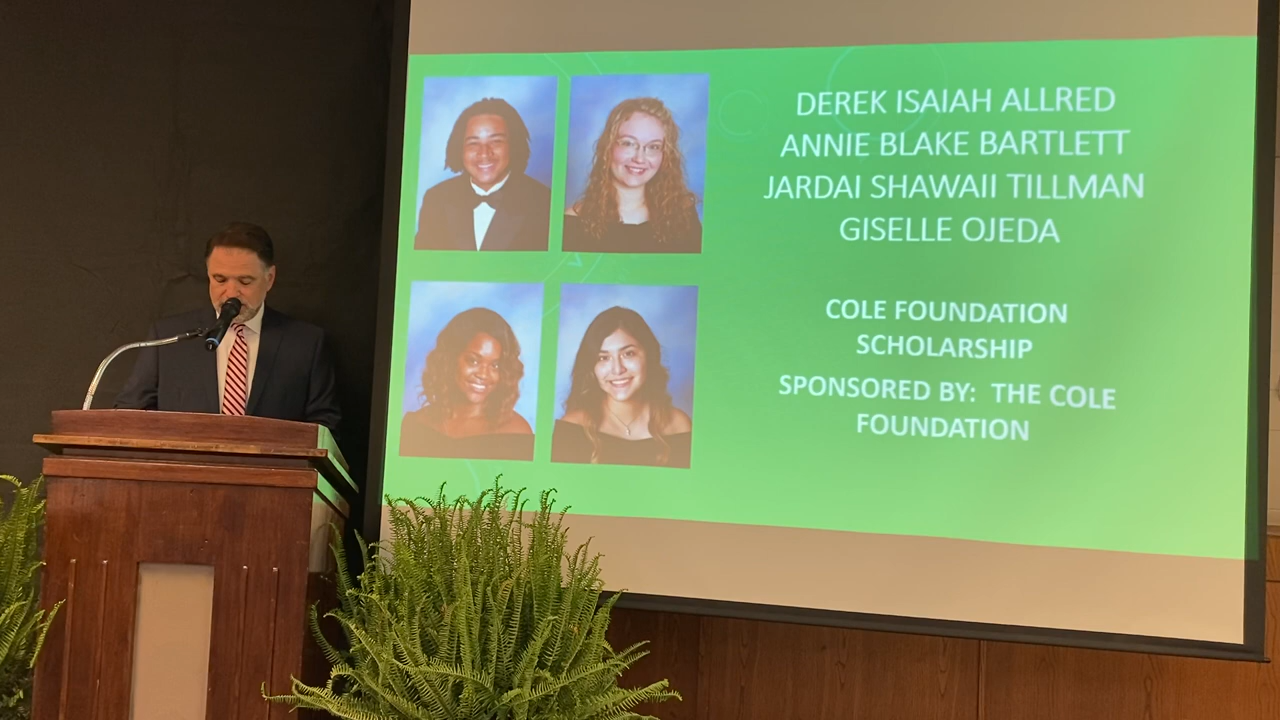 DEREK ISAIAH ALLRED
ANNIE BLAKE BARTLETT
JARDAI SHAWAII TILLMAN
GISELLE OJEDA
COLE FOUNDATION
SCHOLARSHIP
SPONSORED BY: THE COLE
FOUNDATION